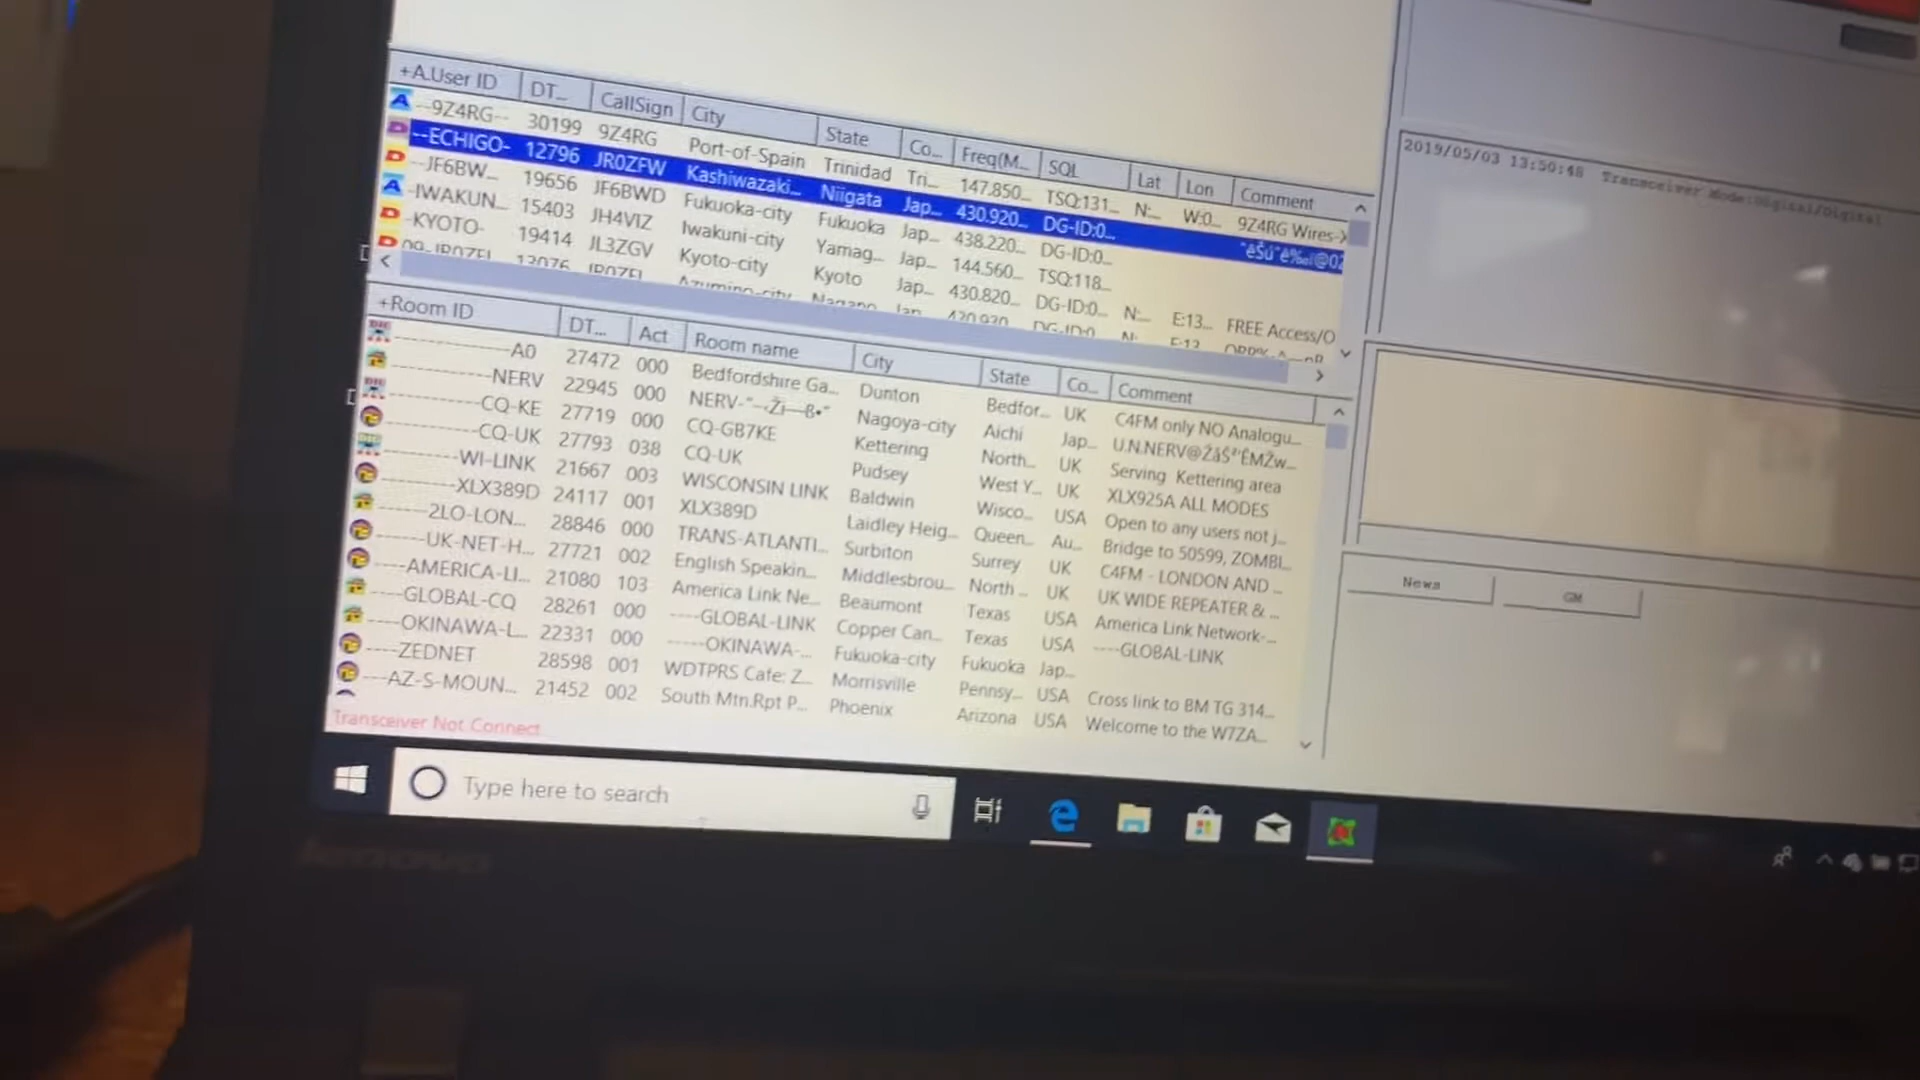 +A.User ID DT... CallSign City State Co... Freq(M... SQL Lat Lon Comment
--9Z4RG-- 30199 9Z4RG Port-of-Spain Trinidad Tri... 147.850... TSQ:131... N:... W:0... 9Z4RG Wires-X
--ECHIGO- 12796 JR0ZFW Kashiwazaki... Niigata Jap... 430.920... DG-ID:0...
--JF6BW... 19656 JF6BWD Fukuoka-city Fukuoka Jap... 438.220... DG-ID:0...
-IWAKUN... 15403 JH4VIZ Iwakuni-city Yamag... Jap... 144.560... TSQ:118...
-KYOTO- 19414 JL3ZGV Kyoto-city Kyoto Jap... 430.820... DG-ID:0... N:... E:13... FREE Access/O
+Room ID DT... Act Room name City State Co... Comment
A0 27472 000 Bedfordshire Ga... Dunton Bedfor... UK C4FM only NO Analogu...
NERV 22945 000 Nagoya-city Aichi Jap...
CQ-KE 27719 000 CQ-GB7KE Kettering North... UK Serving Kettering area
CQ-UK 27793 038 CQ-UK Pudsey West Y... UK XLX925A ALL MODES
WI-LINK 21667 003 WISCONSIN LINK Baldwin Wisco... USA Open to any users not j...
XLX389D 24117 001 XLX389D Laidley Heig... Queen... Au... Bridge to 50599, ZOMBI...
2LO-LON... 28846 000 TRANS-ATLANTI... Surbiton Surrey UK C4FM - LONDON AND ...
UK-NET-H... 27721 002 English Speakin... Middlesbrou... North ... UK UK WIDE REPEATER & ...
AMERICA-LI... 21080 103 America Link Ne... Beaumont Texas USA America Link Network-...
----GLOBAL-CQ 28261 000 ----GLOBAL-LINK Copper Can... Texas USA ----GLOBAL-LINK
----OKINAWA-L... 22331 000 -----OKINAWA-... Fukuoka-city Fukuoka Jap...
----ZEDNET 28598 001 WDTPRS Cafe: Z... Morrisville Pennsy... USA Cross link to BM TG 314...
---AZ-S-MOUN... 21452 002 South Mtn.Rpt P... Phoenix Arizona USA Welcome to the W7ZA...
Transceiver Not Connect
2019/05/03 13:50:48 Transceiver Mode:Digital/Digital
News GM
Type here to search
lenovo